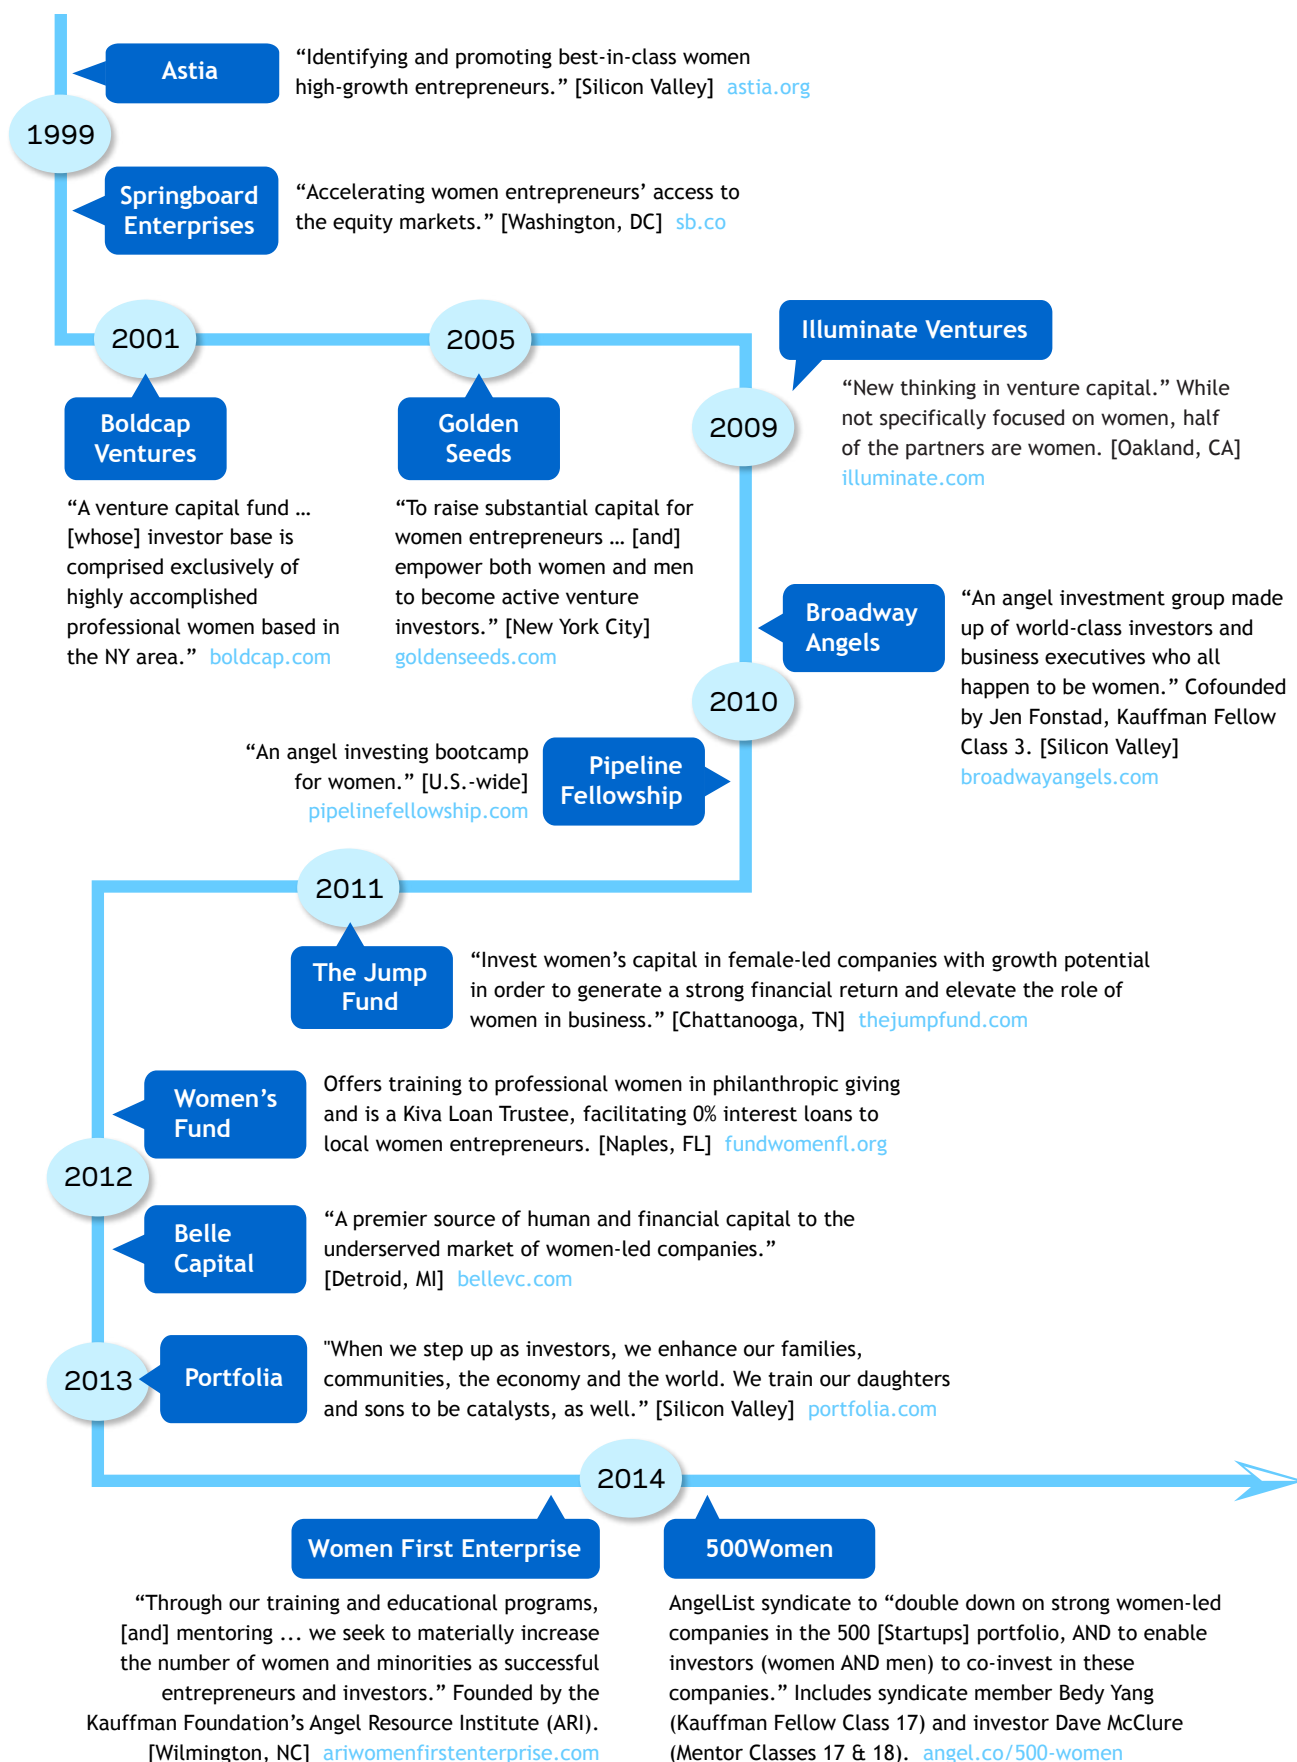 Astia
“Identifying and promoting best-in-class women
high-growth entrepreneurs.” [Silicon Valley] astia.org
1999
Springboard
Enterprises
“Accelerating women entrepreneurs’ access to
the equity markets.” [Washington, DC] sb.co
2001
Boldcap
Ventures
“A venture capital fund …
[whose] investor base is
comprised exclusively of
highly accomplished
professional women based in
the NY area.” boldcap.com
2005
Golden
Seeds
“To raise substantial capital for
women entrepreneurs … [and]
empower both women and men
to become active venture
investors.” [New York City]
goldenseeds.com
2009
Illuminate Ventures
“New thinking in venture capital.” While
not specifically focused on women, half
of the partners are women. [Oakland, CA]
illuminate.com
Broadway
Angels
“An angel investment group made
up of world-class investors and
business executives who all
happen to be women.” Cofounded
by Jen Fonstad, Kauffman Fellow
Class 3. [Silicon Valley]
broadwayangels.com
2010
“An angel investing bootcamp
for women.” [U.S.-wide]
pipelinefellowship.com
Pipeline
Fellowship
2011
The Jump
Fund
“Invest women’s capital in female-led companies with growth potential
in order to generate a strong financial return and elevate the role of
women in business.” [Chattanooga, TN] thejumpfund.com
Women’s
Fund
Offers training to professional women in philanthropic giving
and is a Kiva Loan Trustee, facilitating 0% interest loans to
local women entrepreneurs. [Naples, FL] fundwomenfl.org
2012
Belle
Capital
“A premier source of human and financial capital to the
underserved market of women-led companies.”
[Detroid, MI] bellevc.com
2013
Portfolia
"When we step up as investors, we enhance our families,
communities, the economy and the world. We train our daughters
and sons to be catalysts, as well.” [Silicon Valley] portfolia.com
2014
Women First Enterprise
“Through our training and educational programs,
[and] mentoring ... we seek to materially increase
the number of women and minorities as successful
entrepreneurs and investors.” Founded by the
Kauffman Foundation’s Angel Resource Institute (ARI).
[Wilmington, NC] ariwomenfirstenterprise.com
500Women
AngelList syndicate to “double down on strong women-led
companies in the 500 [Startups] portfolio, AND to enable
investors (women AND men) to co-invest in these
companies.” Includes syndicate member Bedy Yang
(Kauffman Fellow Class 17) and investor Dave McClure
(Mentor Classes 17 & 18). angel.co/500-women